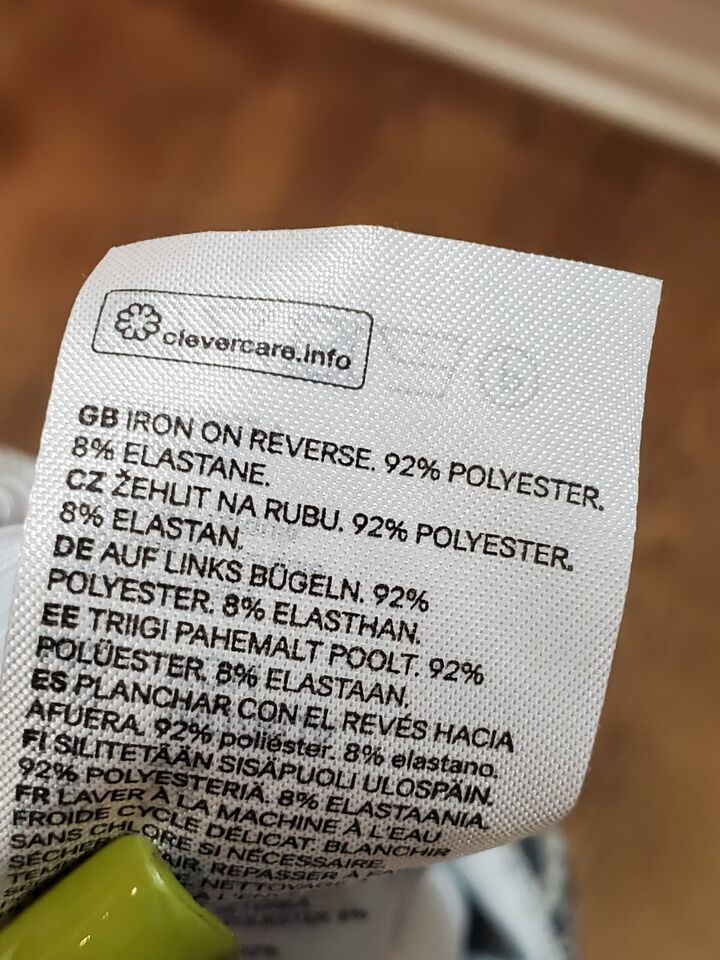 clevercare.info
GB IRON ON REVERSE. 92% POLYESTER.
8% ELASTANE.
CZ ŽEHLIT NA RUBU. 92% POLYESTER.
8% ELASTAN.
DE AUF LINKS BÜGELN. 92%
POLYESTER. 8% ELASTHAN.
EE TRIIGI PAHEMALT POOLT. 92%
POLÜESTER. 8% ELASTAAN.
ES PLANCHAR CON EL REVÉS HACIA
AFUERA. 92% poliéster. 8% elastano.
FI SILITETÄÄN SISÄPUOLI ULOSPÄIN.
92% POLYESTERIÄ. 8% ELASTAANIA.
FR LAVER À LA MACHINE À L'EAU
FROIDE CYCLE DÉLICAT. BLANCHIR
SANS CHLORE SI NÉCESSAIRE.
AIR. REPASSER À
NETTOYAGE